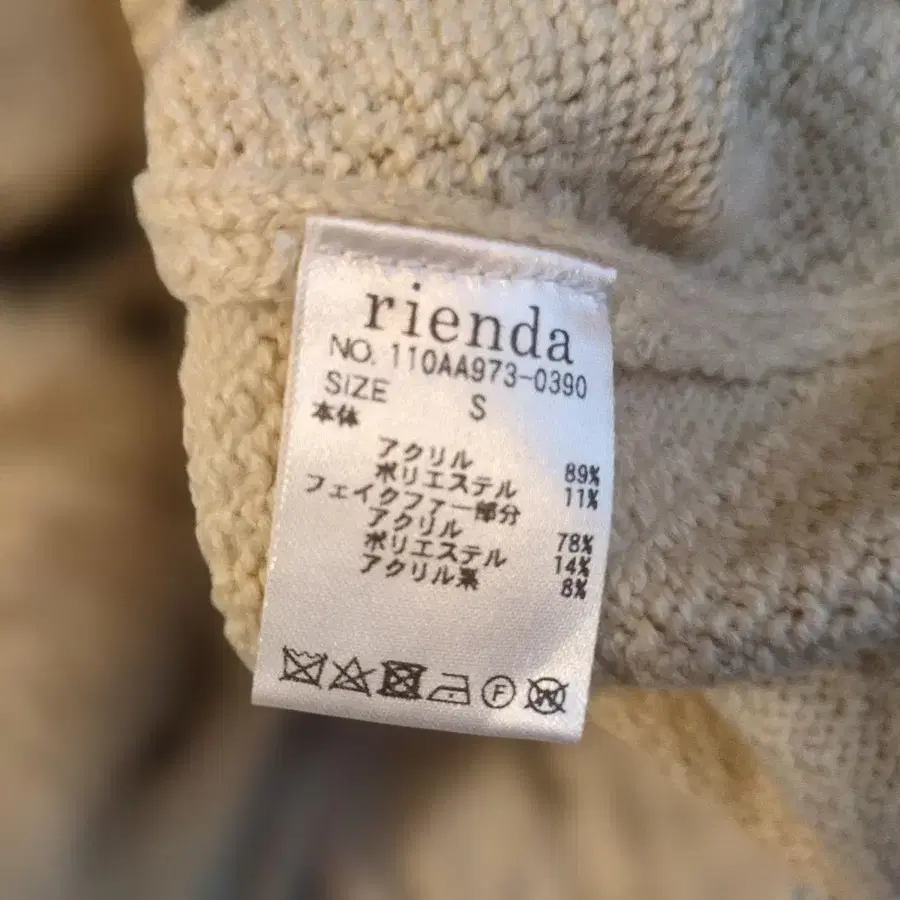 rienda
NO. 110AA973-0390
SIZE S
本体
アクリル 89%
ポリエステル 11%
フェイクファー部分
アクリル 78%
ポリエステル 14%
アクリル系 8%
F
W